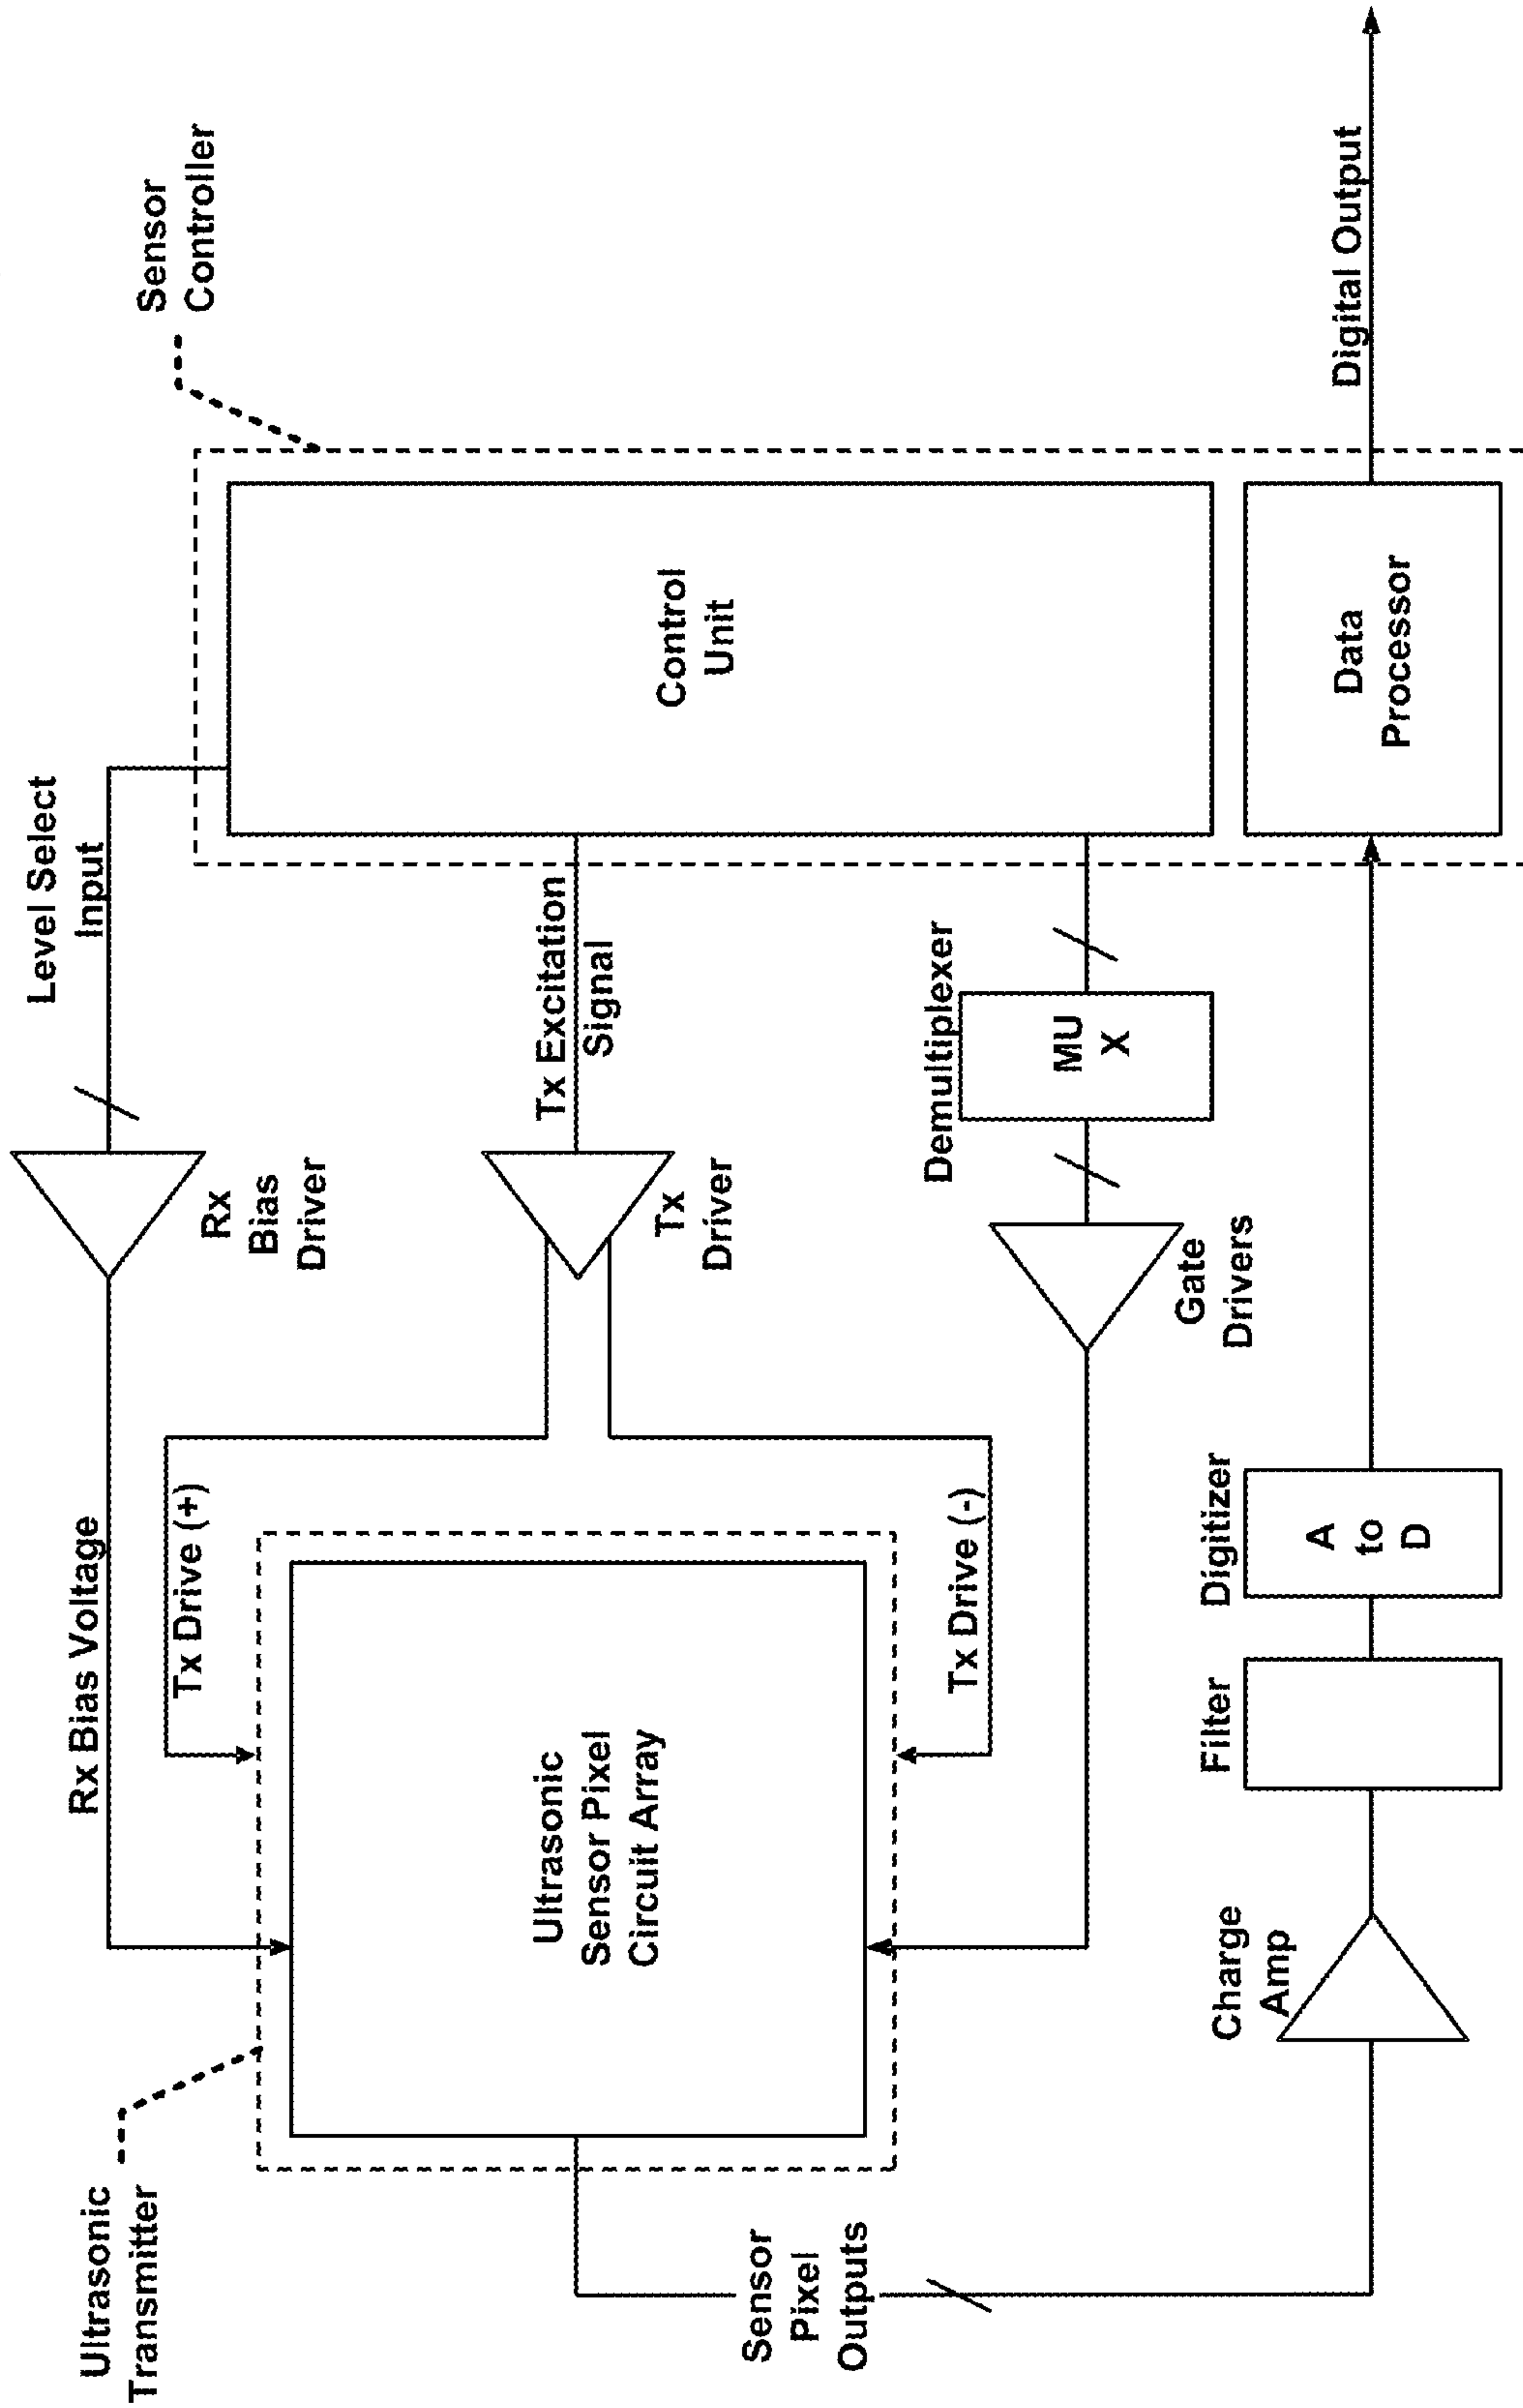 Ultrasonic
Transmitter
Rx Bias Voltage
Level Select
Input
Sensor
Controller
Rx
Bias
Driver
Tx Drive (+)
Ultrasonic
Sensor Pixel
Circuit Array
Tx Excitation
Signal
Tx
Driver
Control
Unit
Sensor
Pixel
Outputs
Tx Drive (-)
Demultiplexer
MU
X
Gate
Drivers
Charge
Amp
Filter
Digitizer
A
to
D
Data
Processor
Digital Output